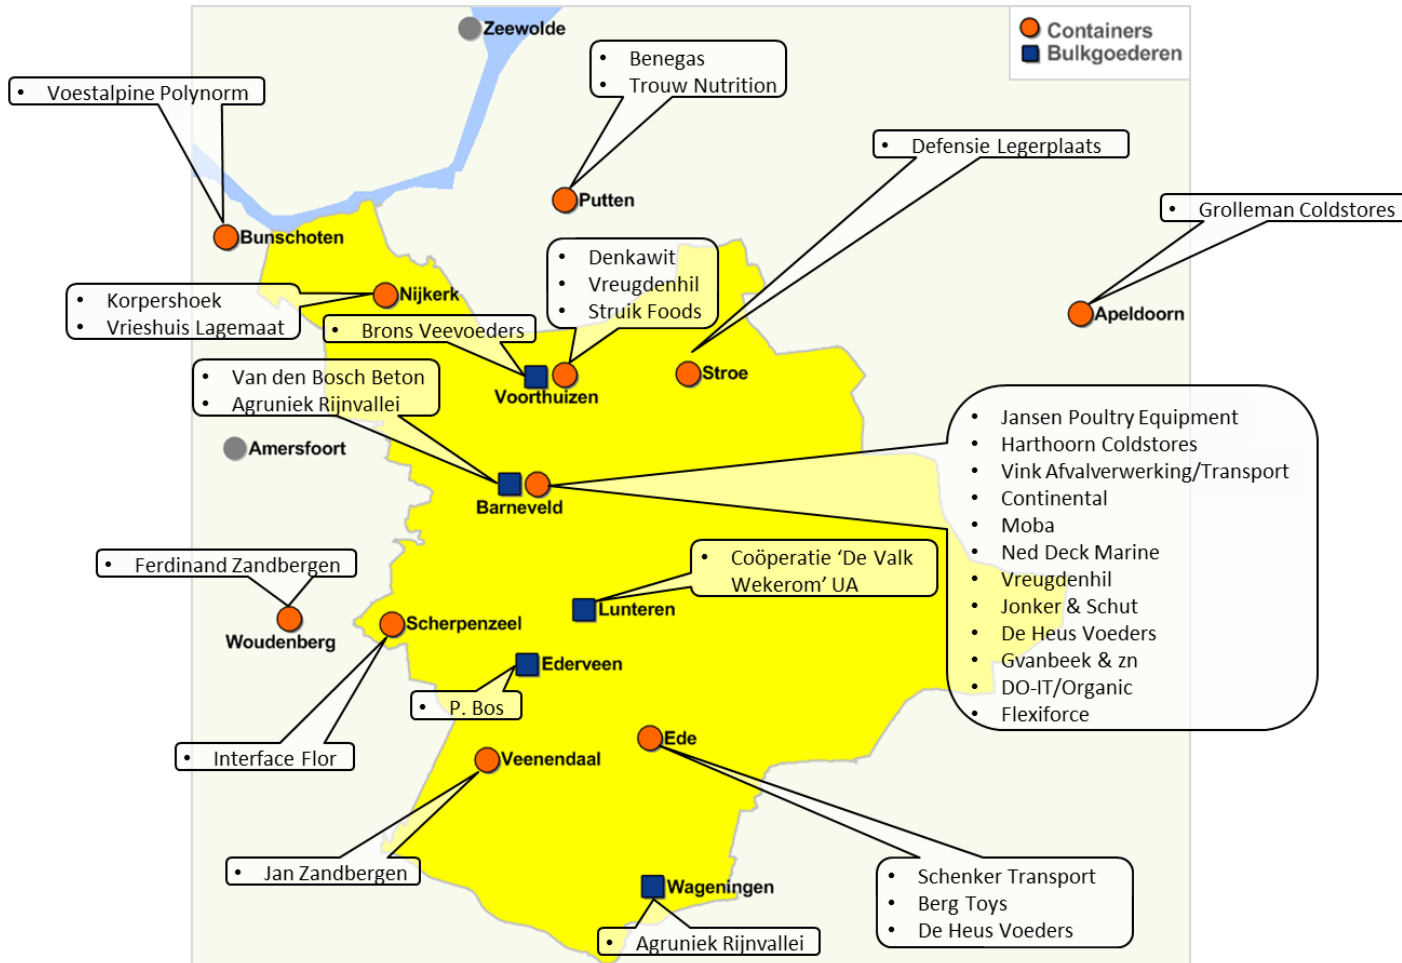 Zeewolde
Containers
Bulkgoederen
• Benegas
• Trouw Nutrition
• Voestalpine Polynorm
• Defensie Legerplaats
Putten
• Grolleman Coldstores
Bunschoten
• Denkawit
• Vreugdenhil
• Struik Foods
Nijkerk
• Korpershoek
• Vrieshuis Lagemaat
Apeldoorn
• Brons Veevoeders
Stroe
Voorthuizen
• Van den Bosch Beton
• Agruniek Rijnvallei
Amersfoort
• Jansen Poultry Equipment
• Harthoorn Coldstores
• Vink Afvalverwerking/Transport
• Continental
• Moba
• Ned Deck Marine
• Vreugdenhil
• Jonker & Schut
• De Heus Voeders
• Gvanbeek & zn
• DO-IT/Organic
• Flexiforce
Barneveld
• Ferdinand Zandbergen
• Coöperatie ‘De Valk
Wekerom’ UA
Lunteren
Scherpenzeel
Woudenberg
Ederveen
• P. Bos
Ede
• Interface Flor
Veenendaal
• Jan Zandbergen
Wageningen
• Schenker Transport
• Berg Toys
• De Heus Voeders
• Agruniek Rijnvallei